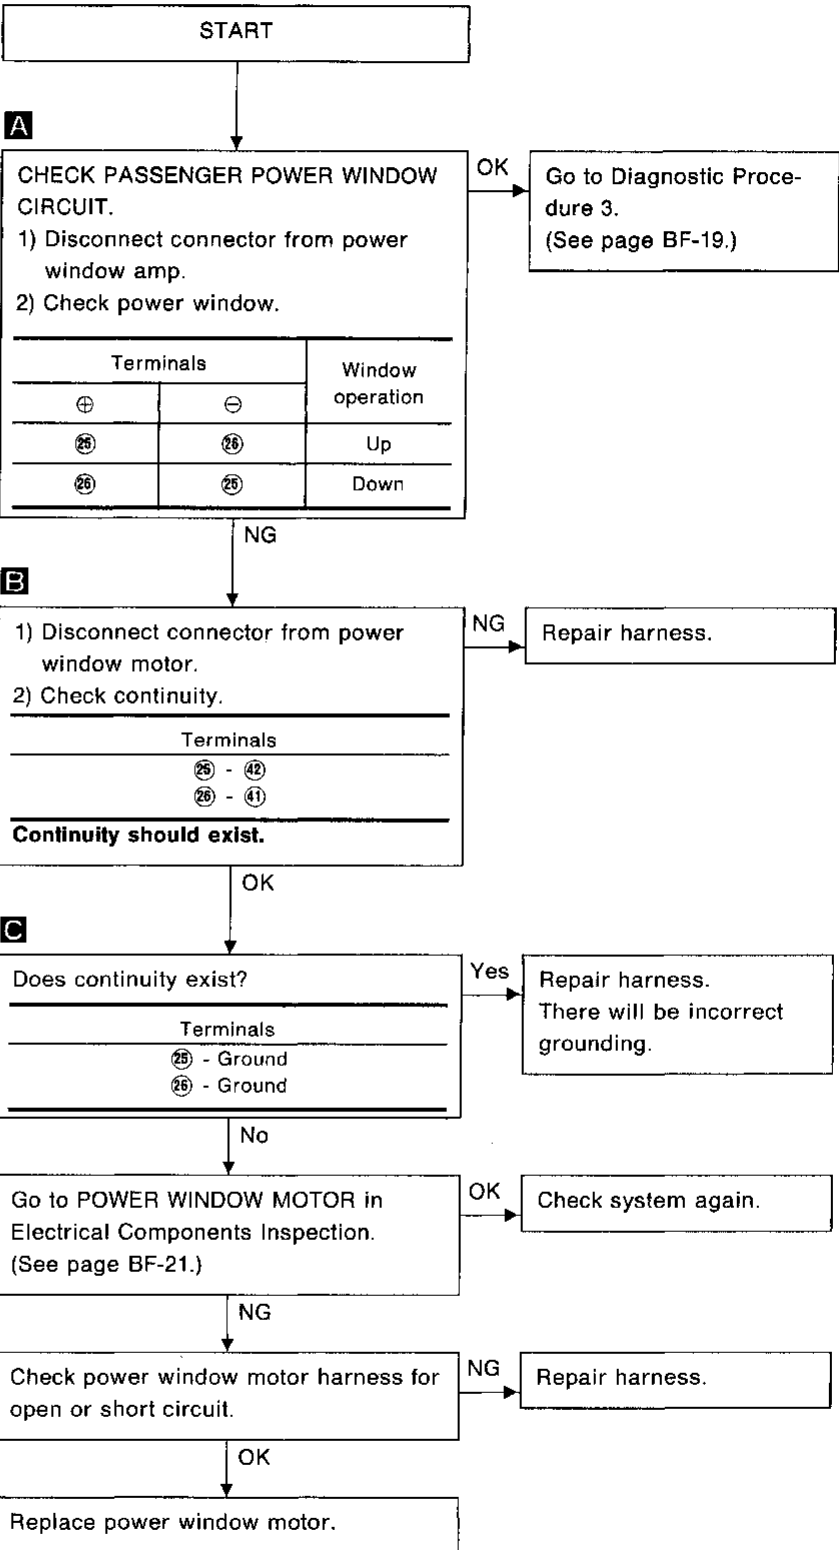 START
A
CHECK PASSENGER POWER WINDOW
CIRCUIT.
1) Disconnect connector from power
window amp.
2) Check power window.
Terminals
Window
operation
⊕ ⊖
㉕ ㉖ Up
㉖ ㉕ Down
OK
Go to Diagnostic Proce-
dure 3.
(See page BF-19.)
NG
B
1) Disconnect connector from power
window motor.
2) Check continuity.
Terminals
㉕ - ㊷
㉖ - ㊶
Continuity should exist.
NG
Repair harness.
OK
C
Does continuity exist?
Terminals
㉕ - Ground
㉖ - Ground
Yes
Repair harness.
There will be incorrect
grounding.
No
Go to POWER WINDOW MOTOR in
Electrical Components Inspection.
(See page BF-21.)
OK
Check system again.
NG
Check power window motor harness for
open or short circuit.
NG
Repair harness.
OK
Replace power window motor.